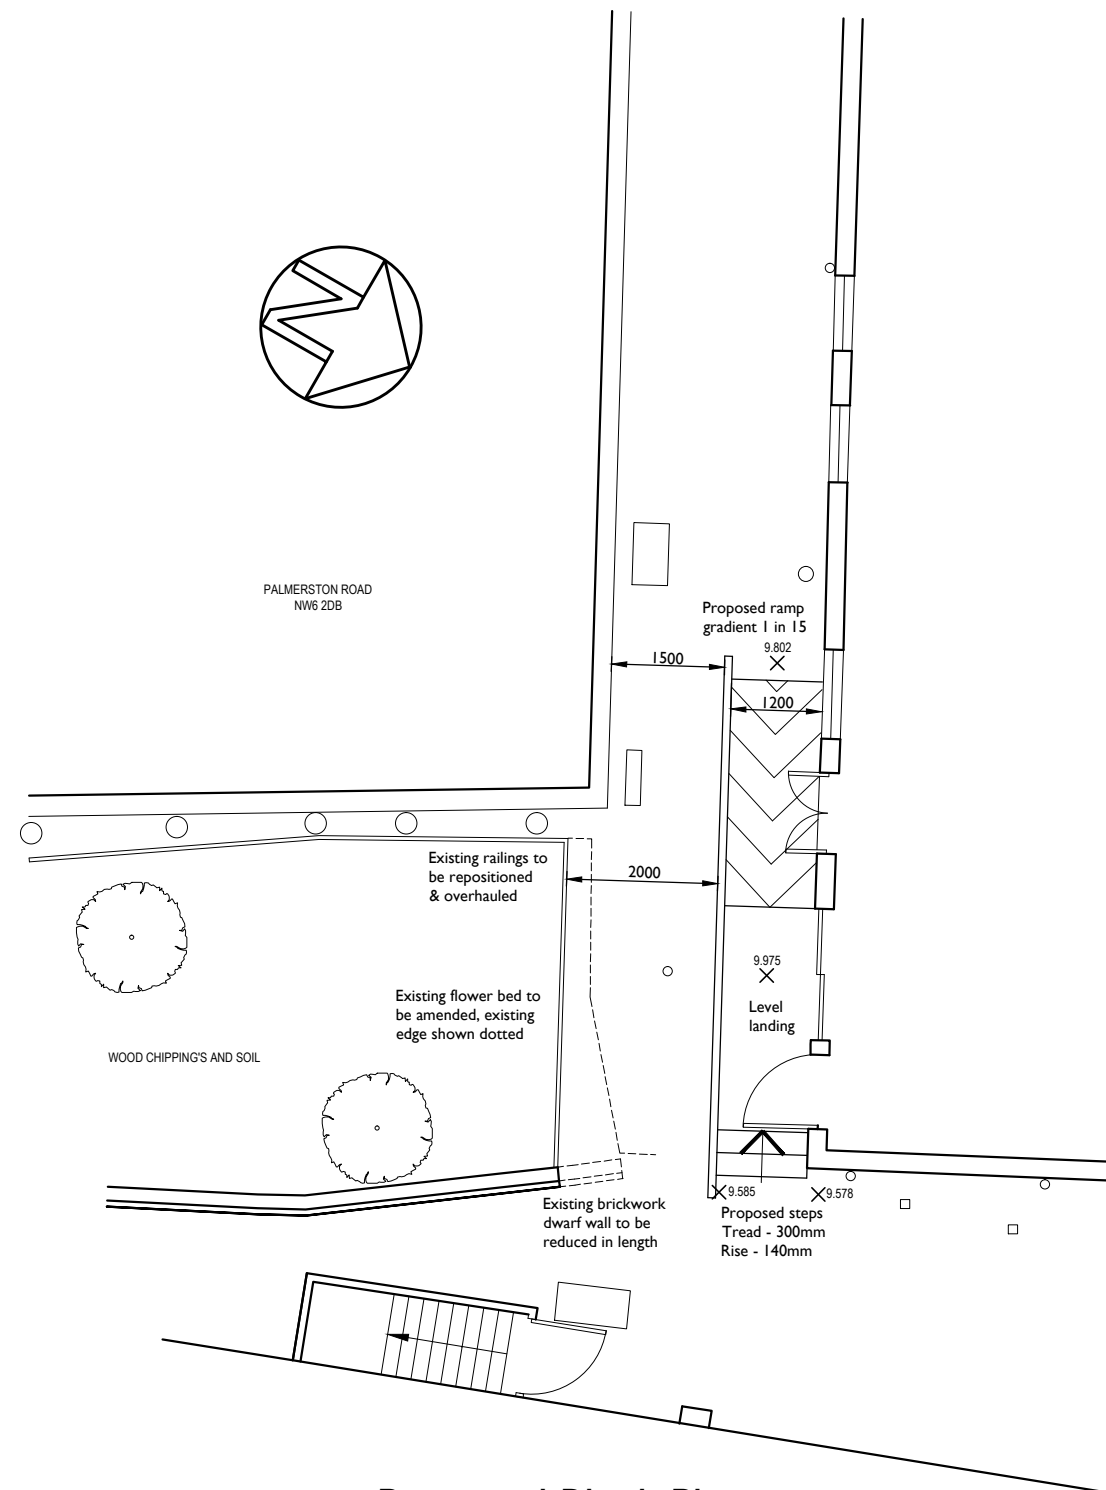 PALMERSTON ROAD
NW6 2DB
Proposed ramp
gradient 1 in 15
9.802
1500
1200
Existing railings to
be repositioned
& overhauled
2000
9.975
Level
landing
Existing flower bed to
be amended, existing
edge shown dotted
WOOD CHIPPING'S AND SOIL
9.585
9.578
Existing brickwork
dwarf wall to be
reduced in length
Proposed steps
Tread - 300mm
Rise - 140mm